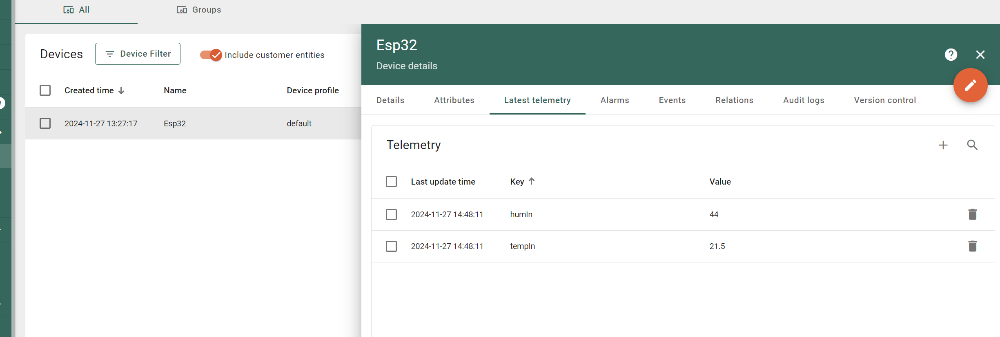 All
Groups
Devices
Device Filter
Include customer entities
Created time
Name
Device profile
2024-11-27 13:27:17
Esp32
default
Esp32
Device details
?
Details
Attributes
Latest telemetry
Alarms
Events
Relations
Audit logs
Version control
Telemetry
Last update time
Key
Value
2024-11-27 14:48:11
humIn
44
2024-11-27 14:48:11
tempIn
21.5